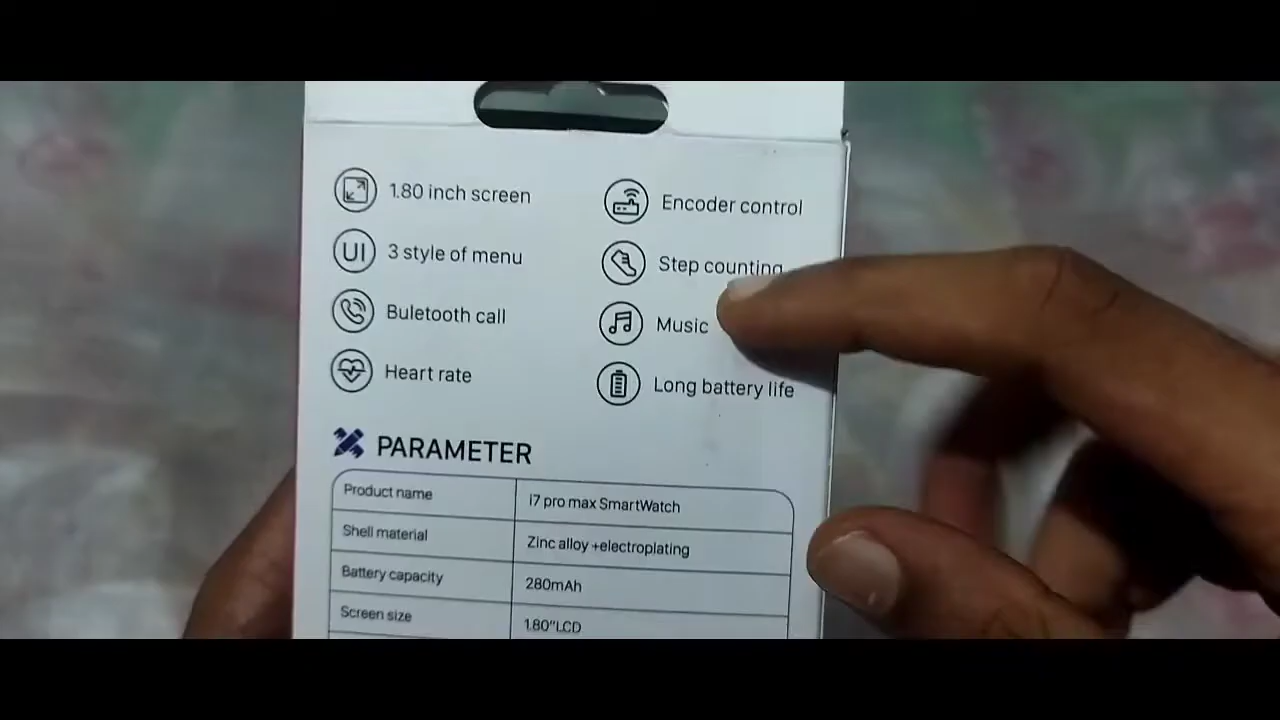 1.80 inch screen
Encoder control
UI
3 style of menu
Step counting
Buletooth call
Music
Heart rate
Long battery life
PARAMETER
Product name
i7 pro max SmartWatch
Shell material
Zinc alloy +electroplating
Battery capacity
280mAh
Screen size
1.80"LCD